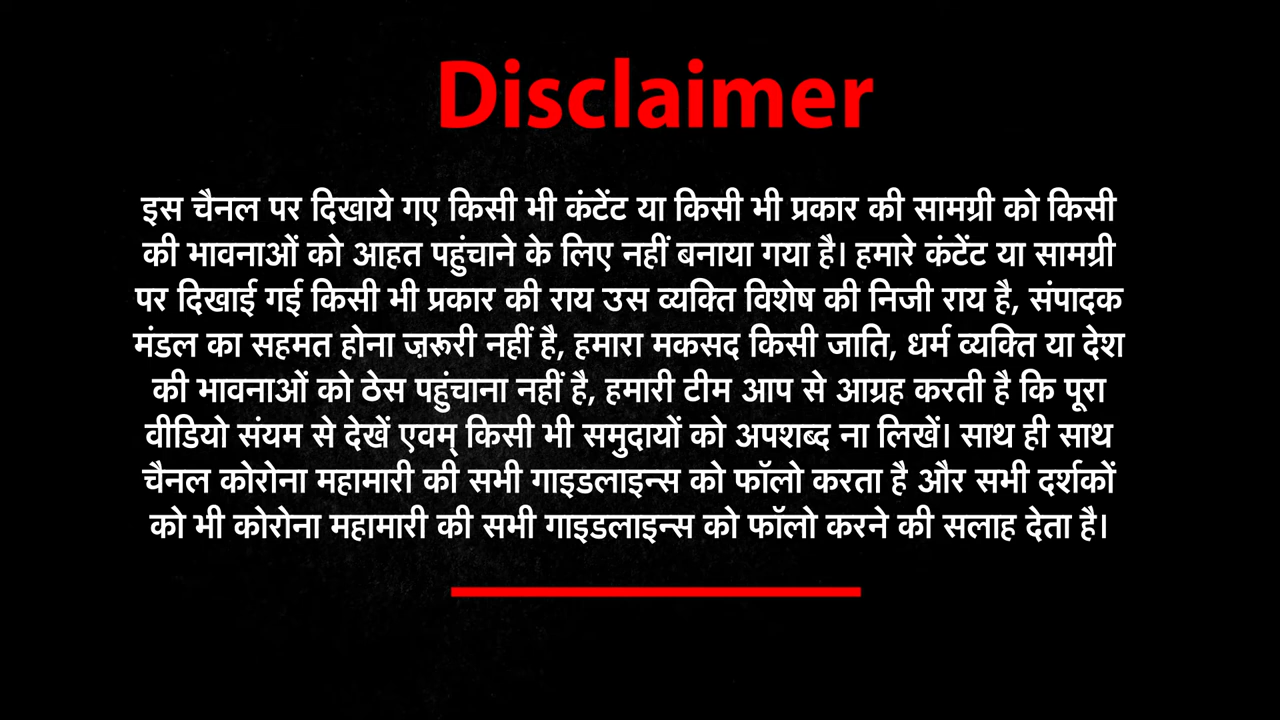 Disclaimer
इस चैनल पर दिखाये गए किसी भी कंटेंट या किसी भी प्रकार की सामग्री को किसी
की भावनाओं को आहत पहुंचाने के लिए नहीं बनाया गया है। हमारे कंटेंट या सामग्री
पर दिखाई गई किसी भी प्रकार की राय उस व्यक्ति विशेष की निजी राय है, संपादक
मंडल का सहमत होना ज़रूरी नहीं है, हमारा मकसद किसी जाति, धर्म व्यक्ति या देश
की भावनाओं को ठेस पहुंचाना नहीं है, हमारी टीम आप से आग्रह करती है कि पूरा
वीडियो संयम से देखें एवम् किसी भी समुदायों को अपशब्द ना लिखें। साथ ही साथ
चैनल कोरोना महामारी की सभी गाइडलाइन्स को फॉलो करता है और सभी दर्शकों
को भी कोरोना महामारी की सभी गाइडलाइन्स को फॉलो करने की सलाह देता है।